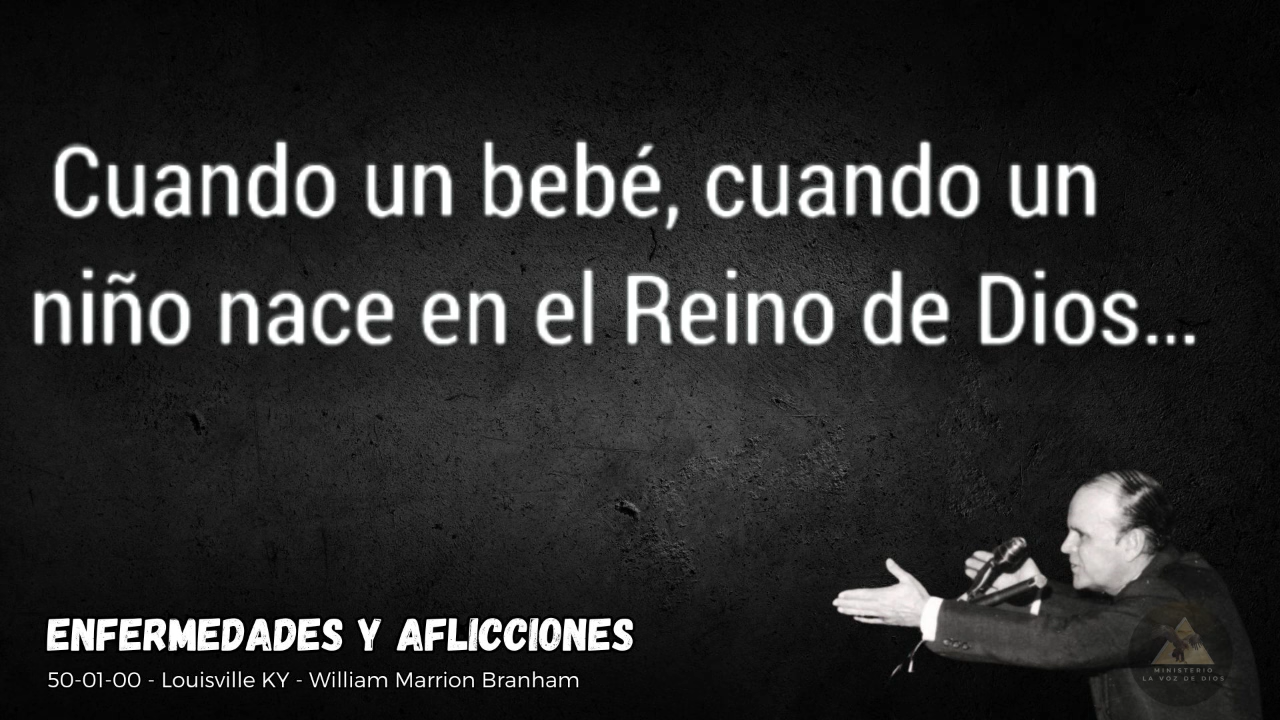 Cuando un bebé, cuando un
niño nace en el Reino de Dios...
ENFERMEDADES Y AFLICCIONES
50-01-00 - Louisville KY - William Marrion Branham
MINISTERIO
LA VOZ DE DIOS